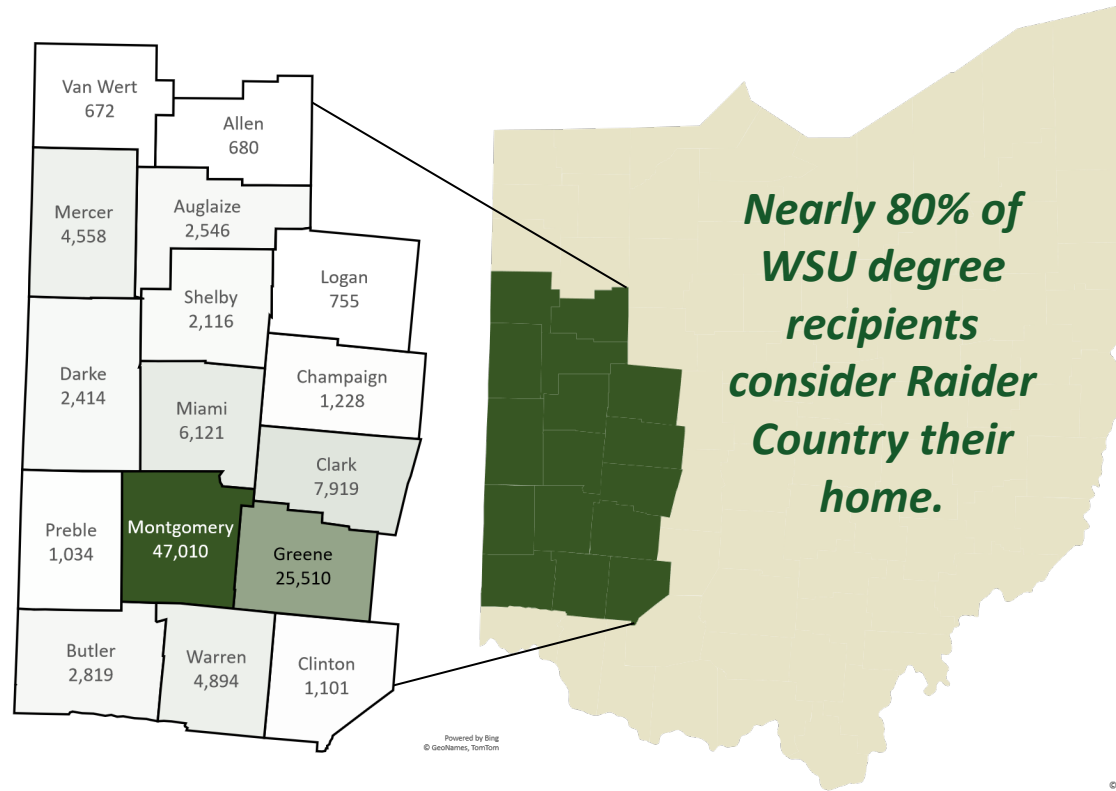 Van Wert
672
Allen
680
Mercer
4,558
Auglaize
2,546
Logan
755
Shelby
2,116
Darke
2,414
Champaign
1,228
Miami
6,121
Clark
7,919
Preble
1,034
Montgomery
47,010
Greene
25,510
Butler
2,819
Warren
4,894
Clinton
1,101
Powered by Bing
© GeoNames, TomTom
Nearly 80% of
WSU degree
recipients
consider Raider
Country their
home.
©